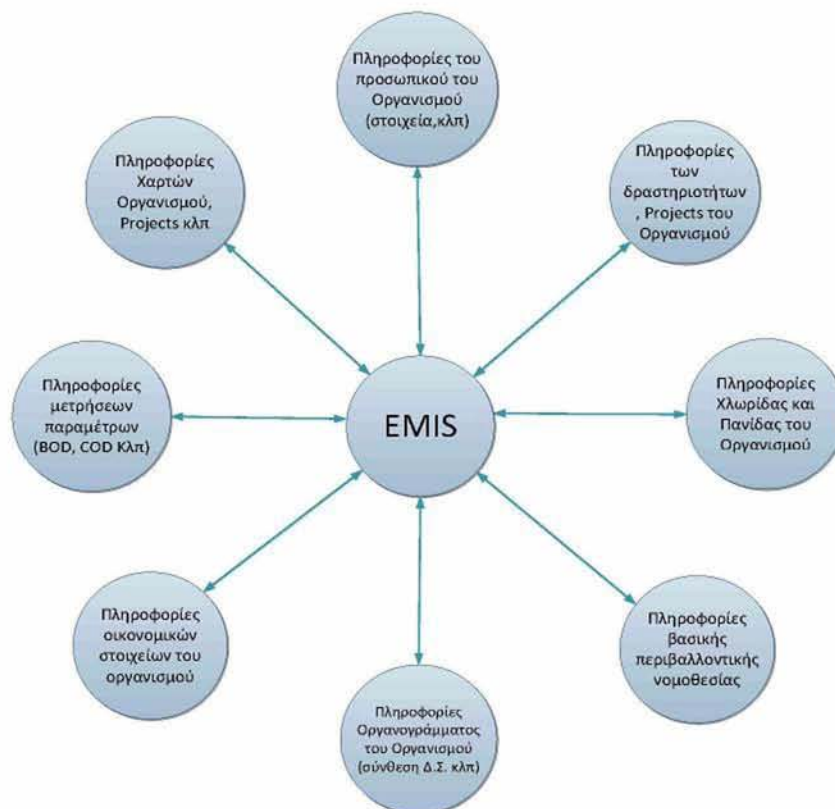 Πληροφορίες του
προσωπικού του
Οργανισμού
(στοιχεία,κλπ)
Πληροφορίες
Χαρτών
Οργανισμού,
Projects κλπ
Πληροφορίες
των
δραστηριοτήτων
, Projects του
Οργανισμού
Πληροφορίες
μετρήσεων
παραμέτρων
(BOD, COD Κλπ)
EMIS
Πληροφορίες
Χλωρίδας και
Πανίδας του
Οργανισμού
Πληροφορίες
οικονομικών
στοιχείων του
οργανισμού
Πληροφορίες
Οργανογράμματος
του Οργανισμού
(σύνθεση Δ.Σ. κλπ)
Πληροφορίες
βασικής
περιβαλλοντικής
νομοθεσίας